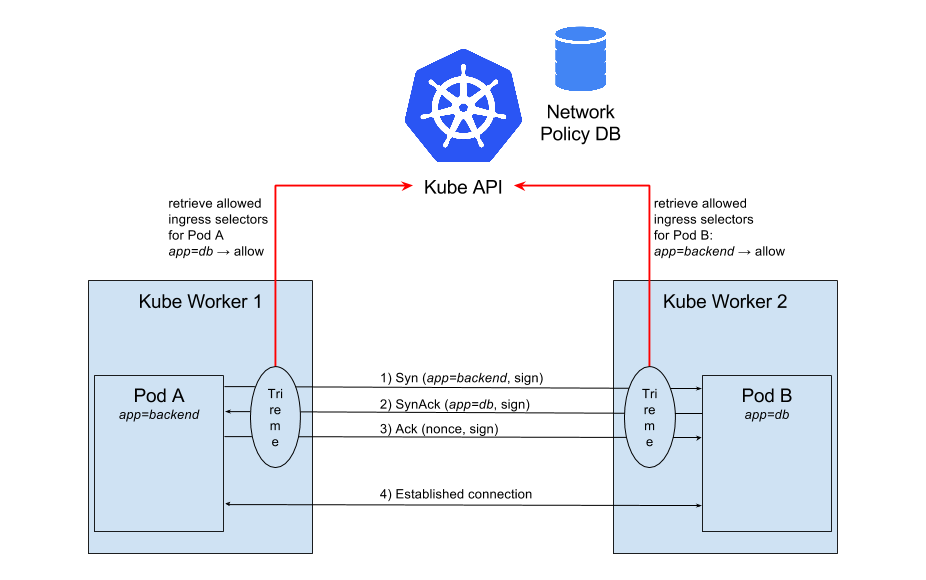 Network
Policy DB
Kube API
retrieve allowed
ingress selectors
for Pod A
app=db → allow
retrieve allowed
ingress selectors
for Pod B:
app=backend → allow
Kube Worker 1
Kube Worker 2
Pod A
app=backend
Tri
re
m
e
1) Syn (app=backend, sign)
2) SynAck (app=db, sign)
3) Ack (nonce, sign)
4) Established connection
Tri
re
m
e
Pod B
app=db